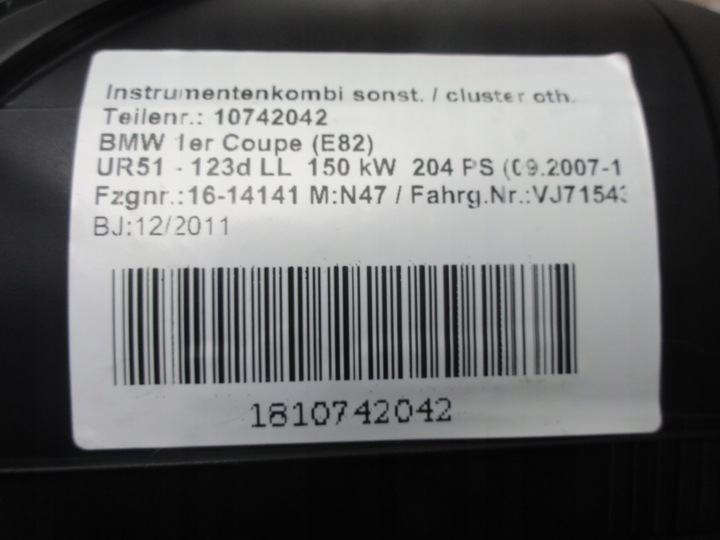 Instrumentenkombi sonst. / cluster oth.
Teilenr.: 10742042
BMW 1er Coupe (E82)
UR51 - 123d LL 150 kW 204 PS (09.2007-1
Fzgnr.:16-14141 M:N47 / Fahrg.Nr.:VJ71543
BJ:12/2011
1810742042